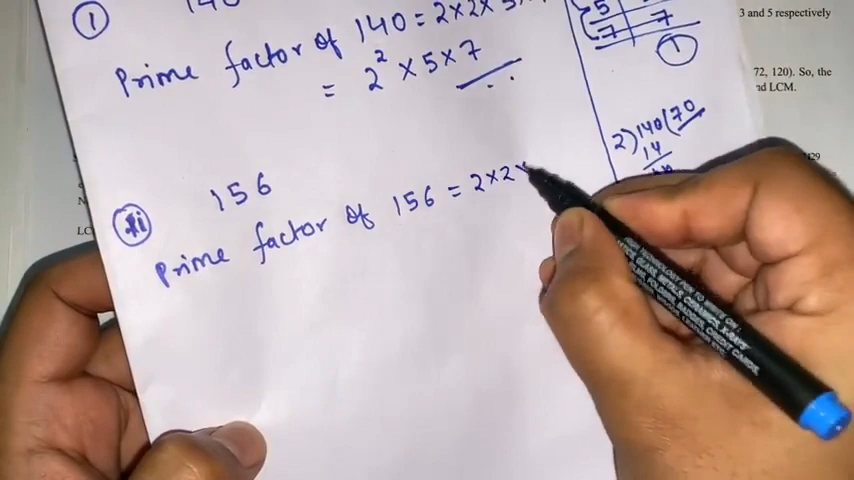 ① 140
Prime factor of 140 = 2×2×5×7
= 2² × 5 × 7
5
7 7
1
2)140(70
14
ii 156
Prime factor of 156 = 2×2×
3 and 5 respectively
72, 120). So, the
nd LCM.
LC